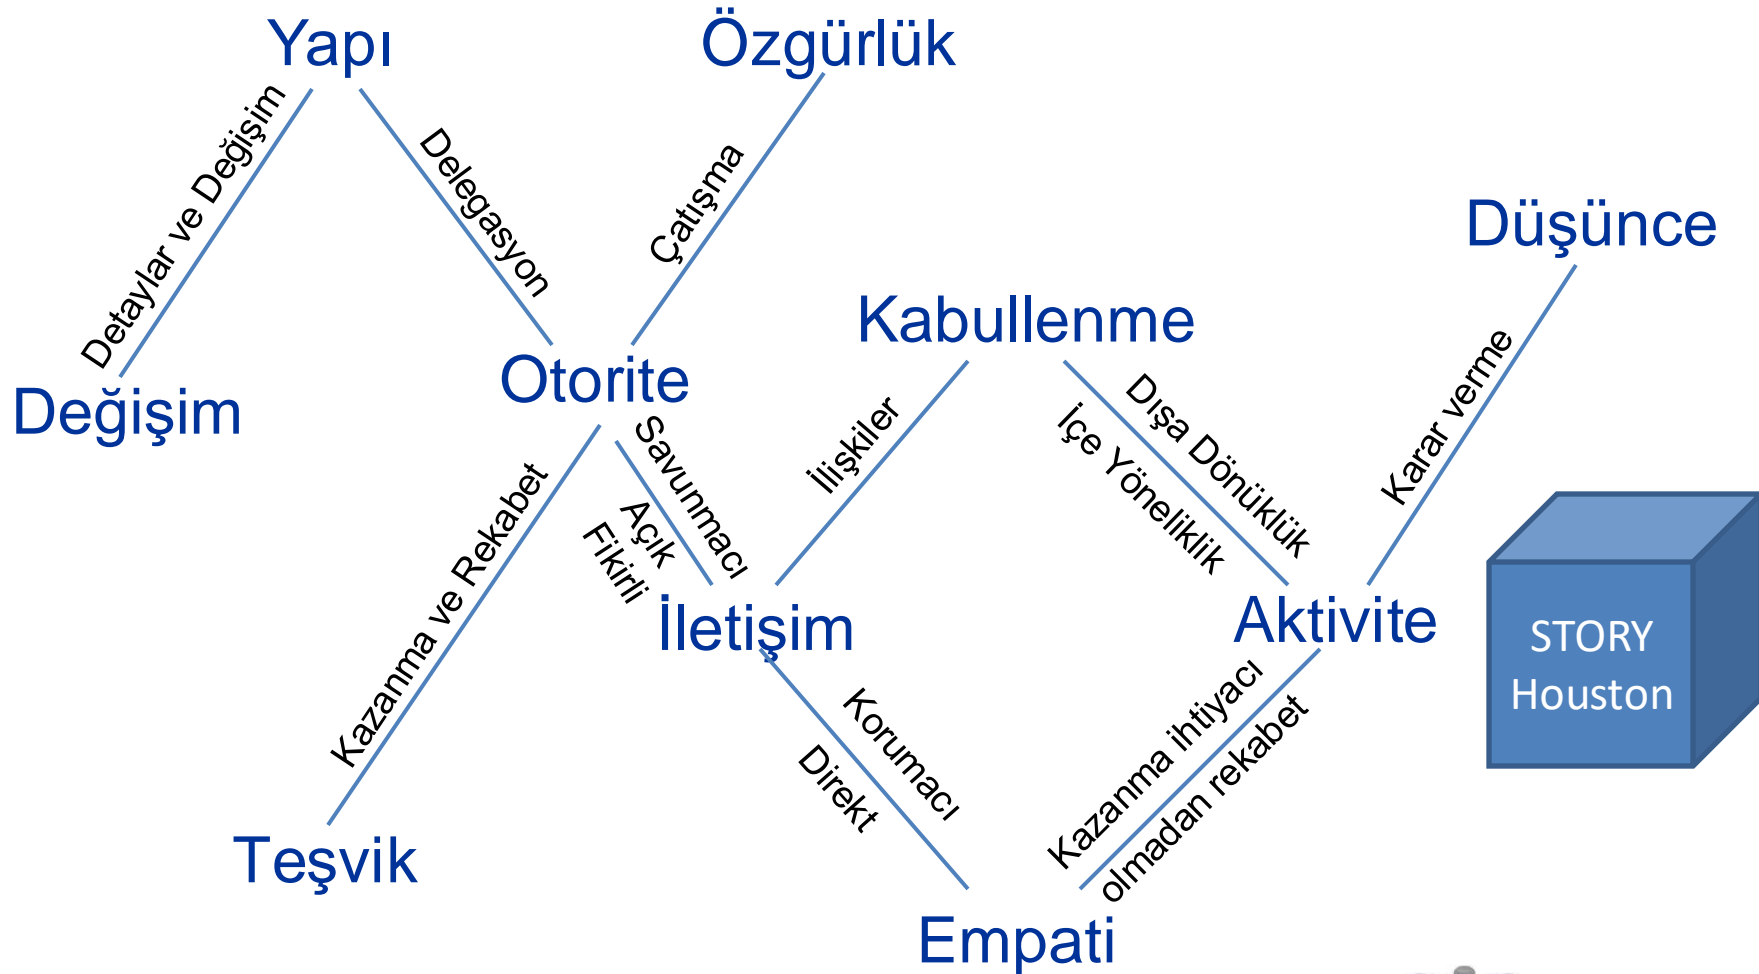 Yapı
Özgürlük
Detaylar ve Değişim
Delegasyon
Çatışma
Düşünce
Kabullenme
Otorite
Değişim
Savunmacı
Açık
Fikirli
İlişkiler
Dışa Dönüklük
İçe Yöneliklik
Karar verme
Kazanma ve Rekabet
İletişim
Aktivite
STORY
Houston
Korumacı
Direkt
Kazanma ihtiyacı
olmadan rekabet
Teşvik
Empati